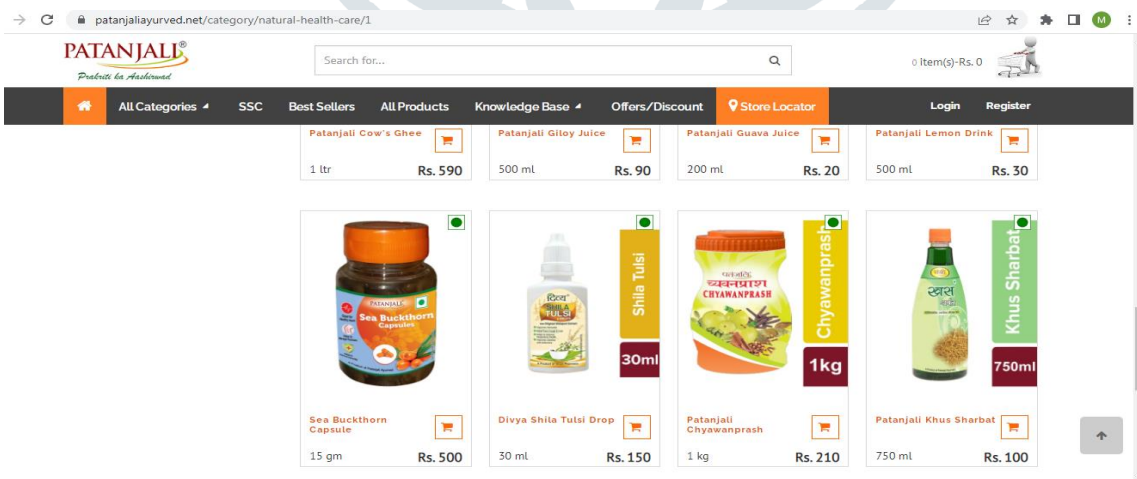 patanjaliayurved.net/category/natural-health-care/1
M
PATANJALI®
Prakriti ka Aashirwad
Search for...
0 Item(s)-Rs. 0
All Categories SSC Best Sellers All Products Knowledge Base Offers/Discount Store Locator Login Register
Patanjali Cow's Ghee
1 ltr Rs. 590
Patanjali Giloy Juice
500 ml Rs. 90
Patanjali Guava Juice
200 ml Rs. 20
Patanjali Lemon Drink
500 ml Rs. 30
PATANJALI
Sea Buckthorn
Capsules
Sea Buckthorn
Capsule
15 gm Rs. 500
दिव्य
SHILA
TULSI
Shila Tulsi
30ml
Divya Shila Tulsi Drop
30 ml Rs. 150
पतंजलि
च्यवनप्राश
CHYAWANPRASH
Chyawanprash
1kg
Patanjali
Chyawanprash
1 kg Rs. 210
खस
Khus Sharbat
750ml
Patanjali Khus Sharbat
750 ml Rs. 100